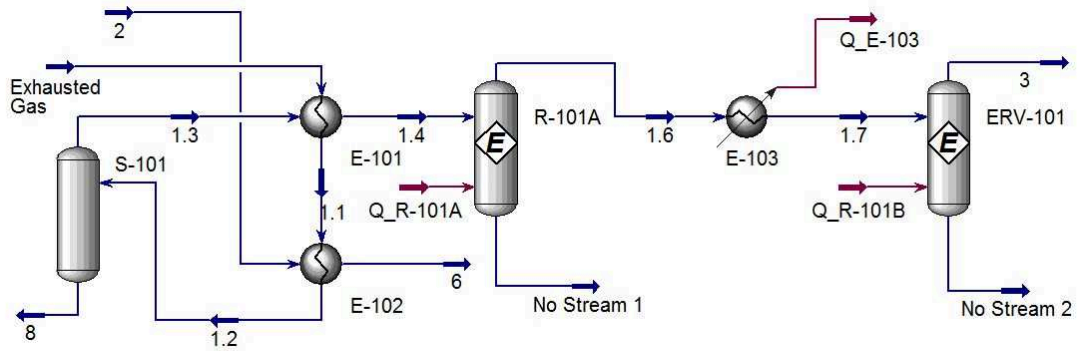 2
Q_E-103
Exhausted
Gas
3
1.3
1.4
R-101A
1.6
1.7
ERV-101
E
E
E-101
E-103
S-101
Q_R-101A
1.1
Q_R-101B
6
E-102
No Stream 1
No Stream 2
8
1.2